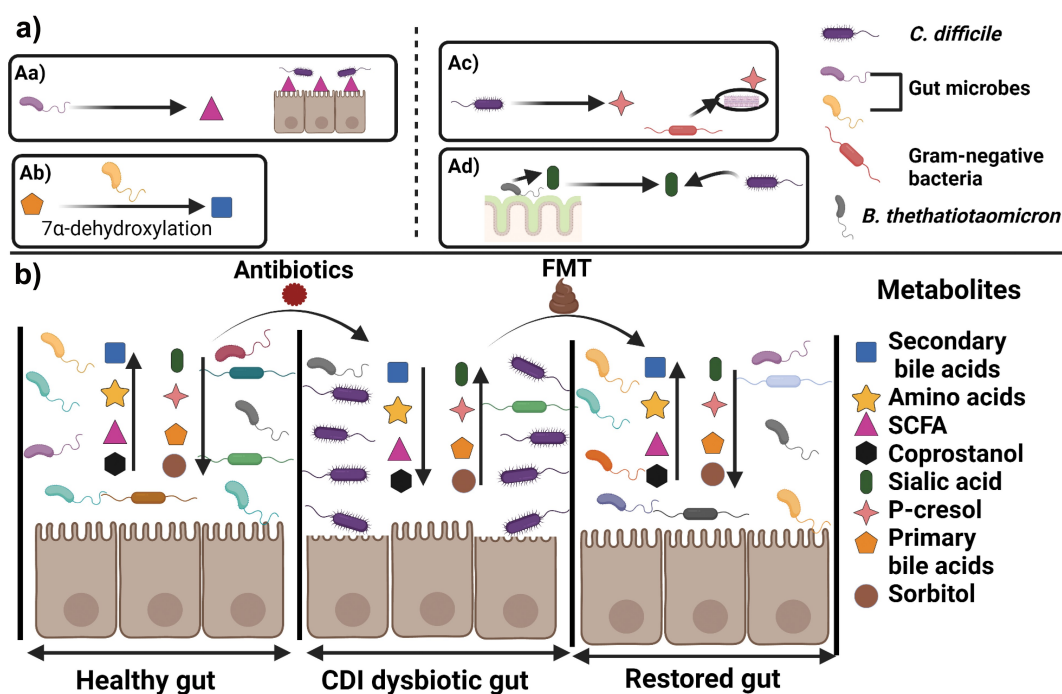 a)
Aa)
Ab)
7α-dehydroxylation
Ac)
Ad)
C. difficile
Gut microbes
Gram-negative
bacteria
B. thethatiotaomicron
b)
Antibiotics
FMT
Healthy gut
CDI dysbiotic gut
Restored gut
Metabolites
Secondary
bile acids
Amino acids
SCFA
Coprostanol
Sialic acid
P-cresol
Primary
bile acids
Sorbitol